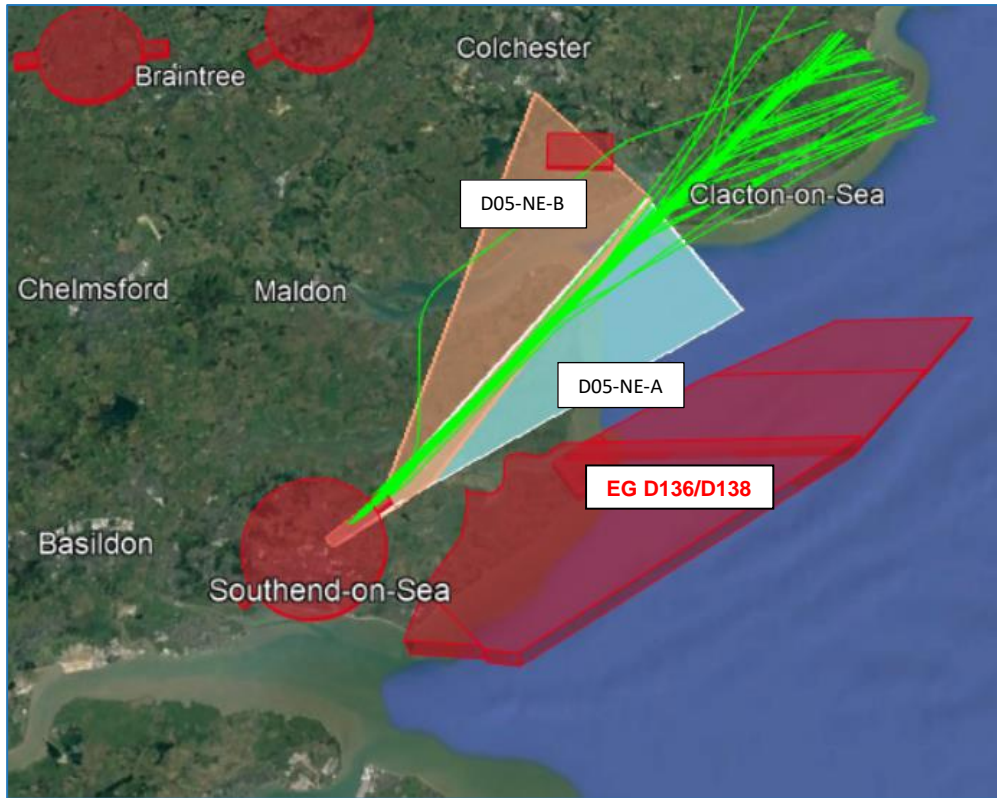 Colchester
Braintree
D05-NE-B
Clacton-on-Sea
Chelmsford
Maldon
D05-NE-A
EG D136/D138
Basildon
Southend-on-Sea